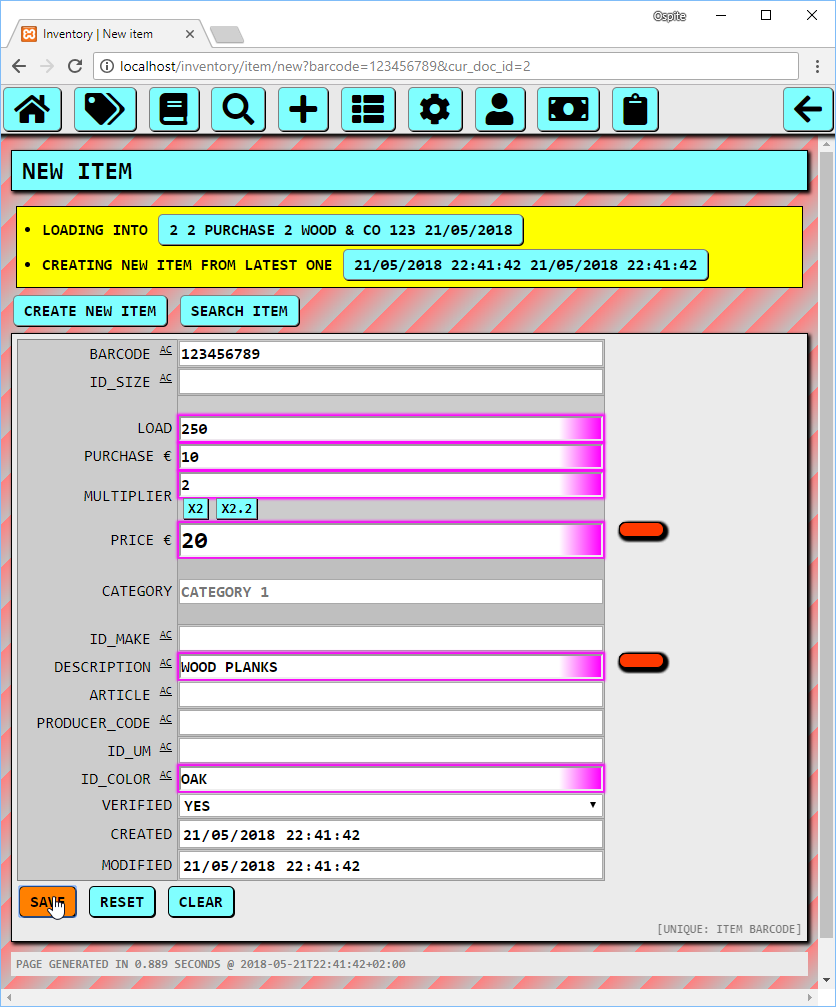 Ospite
Inventory | New item
localhost/inventory/item/new?barcode=123456789&cur_doc_id=2
NEW ITEM
• LOADING INTO 2 2 PURCHASE 2 WOOD & CO 123 21/05/2018
• CREATING NEW ITEM FROM LATEST ONE 21/05/2018 22:41:42 21/05/2018 22:41:42
CREATE NEW ITEM SEARCH ITEM
BARCODE AC 123456789
ID_SIZE AC
LOAD 250
PURCHASE € 10
MULTIPLIER 2
X2 X2.2
PRICE € 20
CATEGORY CATEGORY 1
ID_MAKE AC
DESCRIPTION AC WOOD PLANKS
ARTICLE AC
PRODUCER_CODE AC
ID_UM AC
ID_COLOR AC OAK
VERIFIED YES
CREATED 21/05/2018 22:41:42
MODIFIED 21/05/2018 22:41:42
SAVE RESET CLEAR
[UNIQUE: ITEM BARCODE]
PAGE GENERATED IN 0.889 SECONDS @ 2018-05-21T22:41:42+02:00